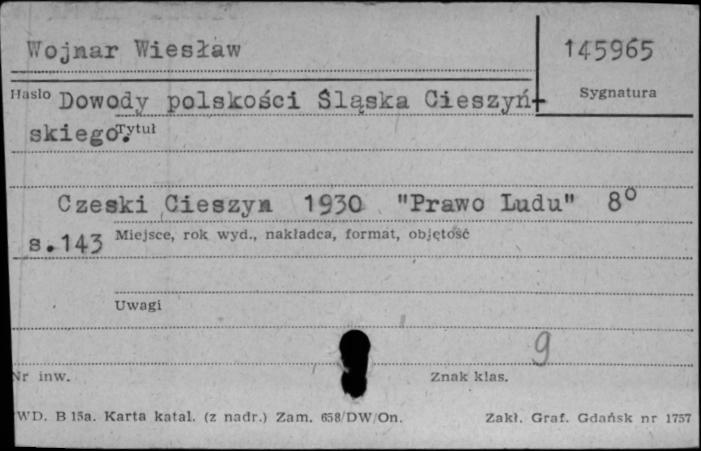 Wojnar Wiesław
145965
Hasło
Dowody polskości Śląska Cieszyń-
Sygnatura
skiego.
Tytuł
Czeski Cieszyn 1930 "Prawo Ludu" 8º
s.143
Miejsce, rok wyd., nakładca, format, objętość
Uwagi
9
Nr inw.
Znak klas.
WD. B 15a. Karta katal. (z nadr.) Zam. 658/DW/On.
Zakł. Graf. Gdańsk nr 1757